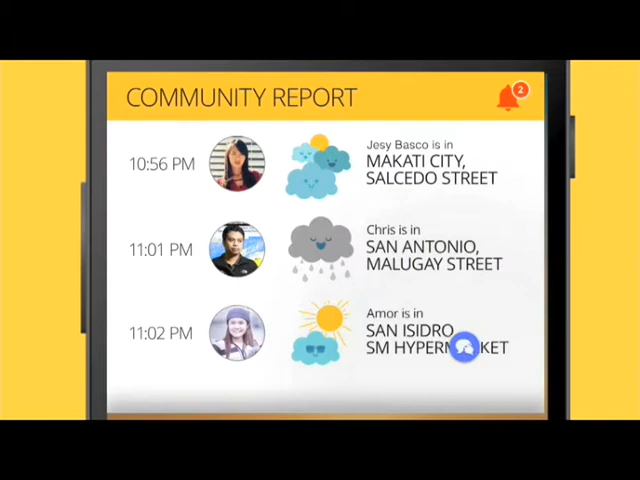 COMMUNITY REPORT
2
10:56 PM
Jesy Basco is in
MAKATI CITY,
SALCEDO STREET
11:01 PM
Chris is in
SAN ANTONIO,
MALUGAY STREET
11:02 PM
Amor is in
SAN ISIDRO
SM